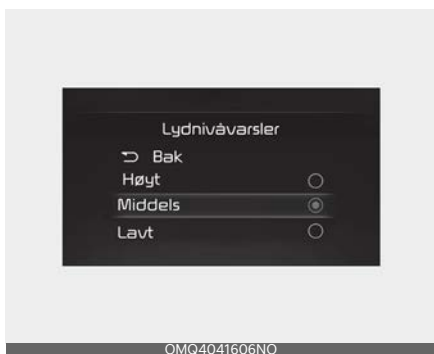 Lydnivåvarsler
Bak
Høyt
Middels
Lavt
OMQ4041606NO